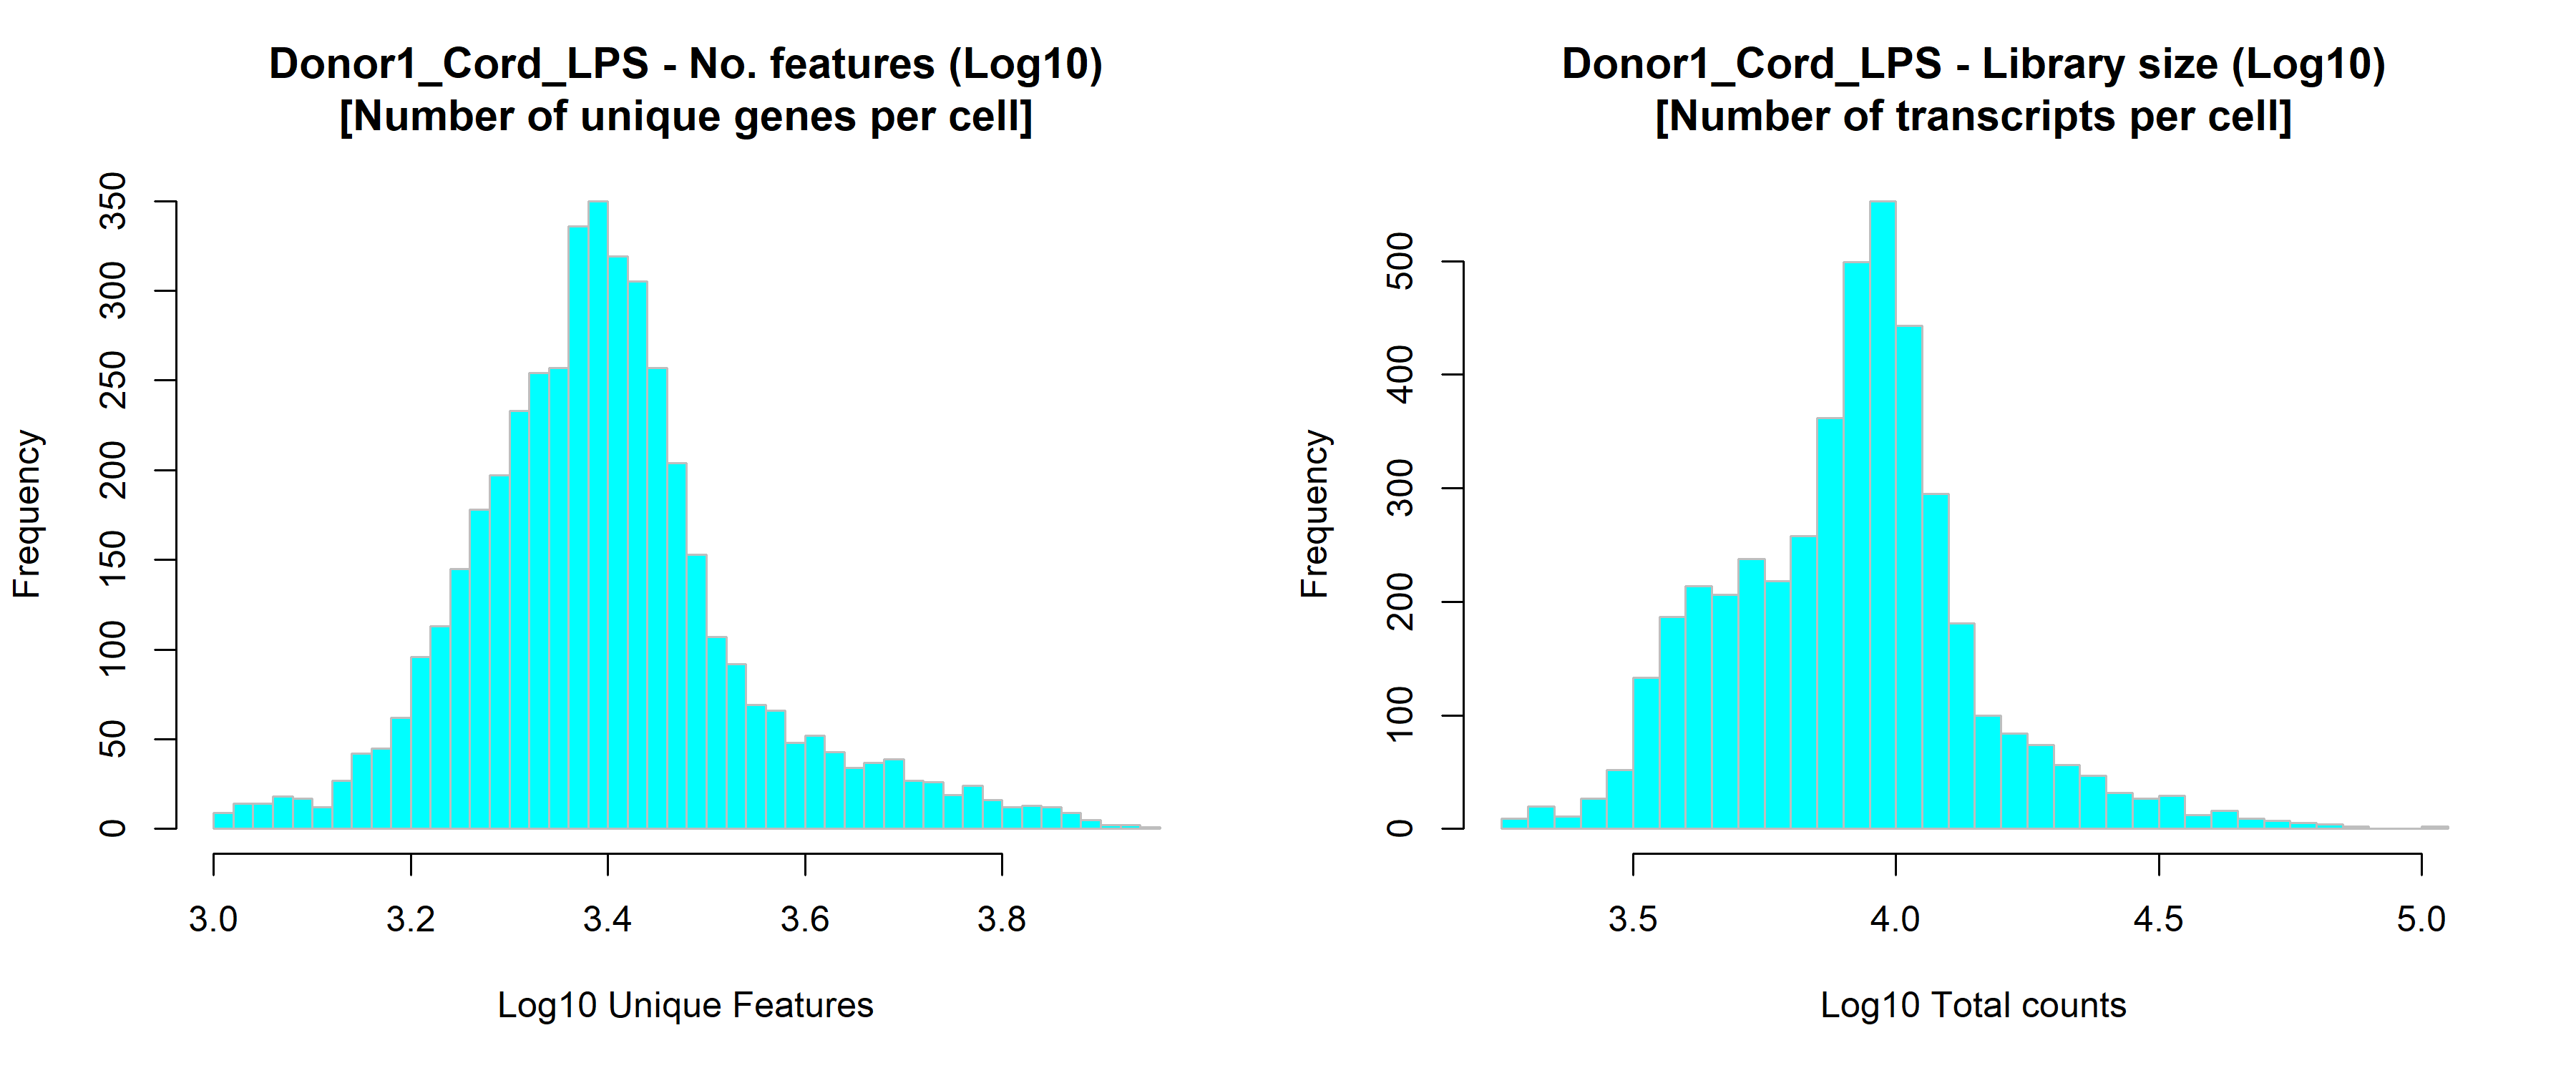 Donor1_Cord_LPS - No. features (Log10)
[Number of unique genes per cell]
Frequency
350
300
250
200
150
100
50
0
3.0 3.2 3.4 3.6 3.8
Log10 Unique Features
Donor1_Cord_LPS - Library size (Log10)
[Number of transcripts per cell]
Frequency
500
400
300
200
100
0
3.5 4.0 4.5 5.0
Log10 Total counts